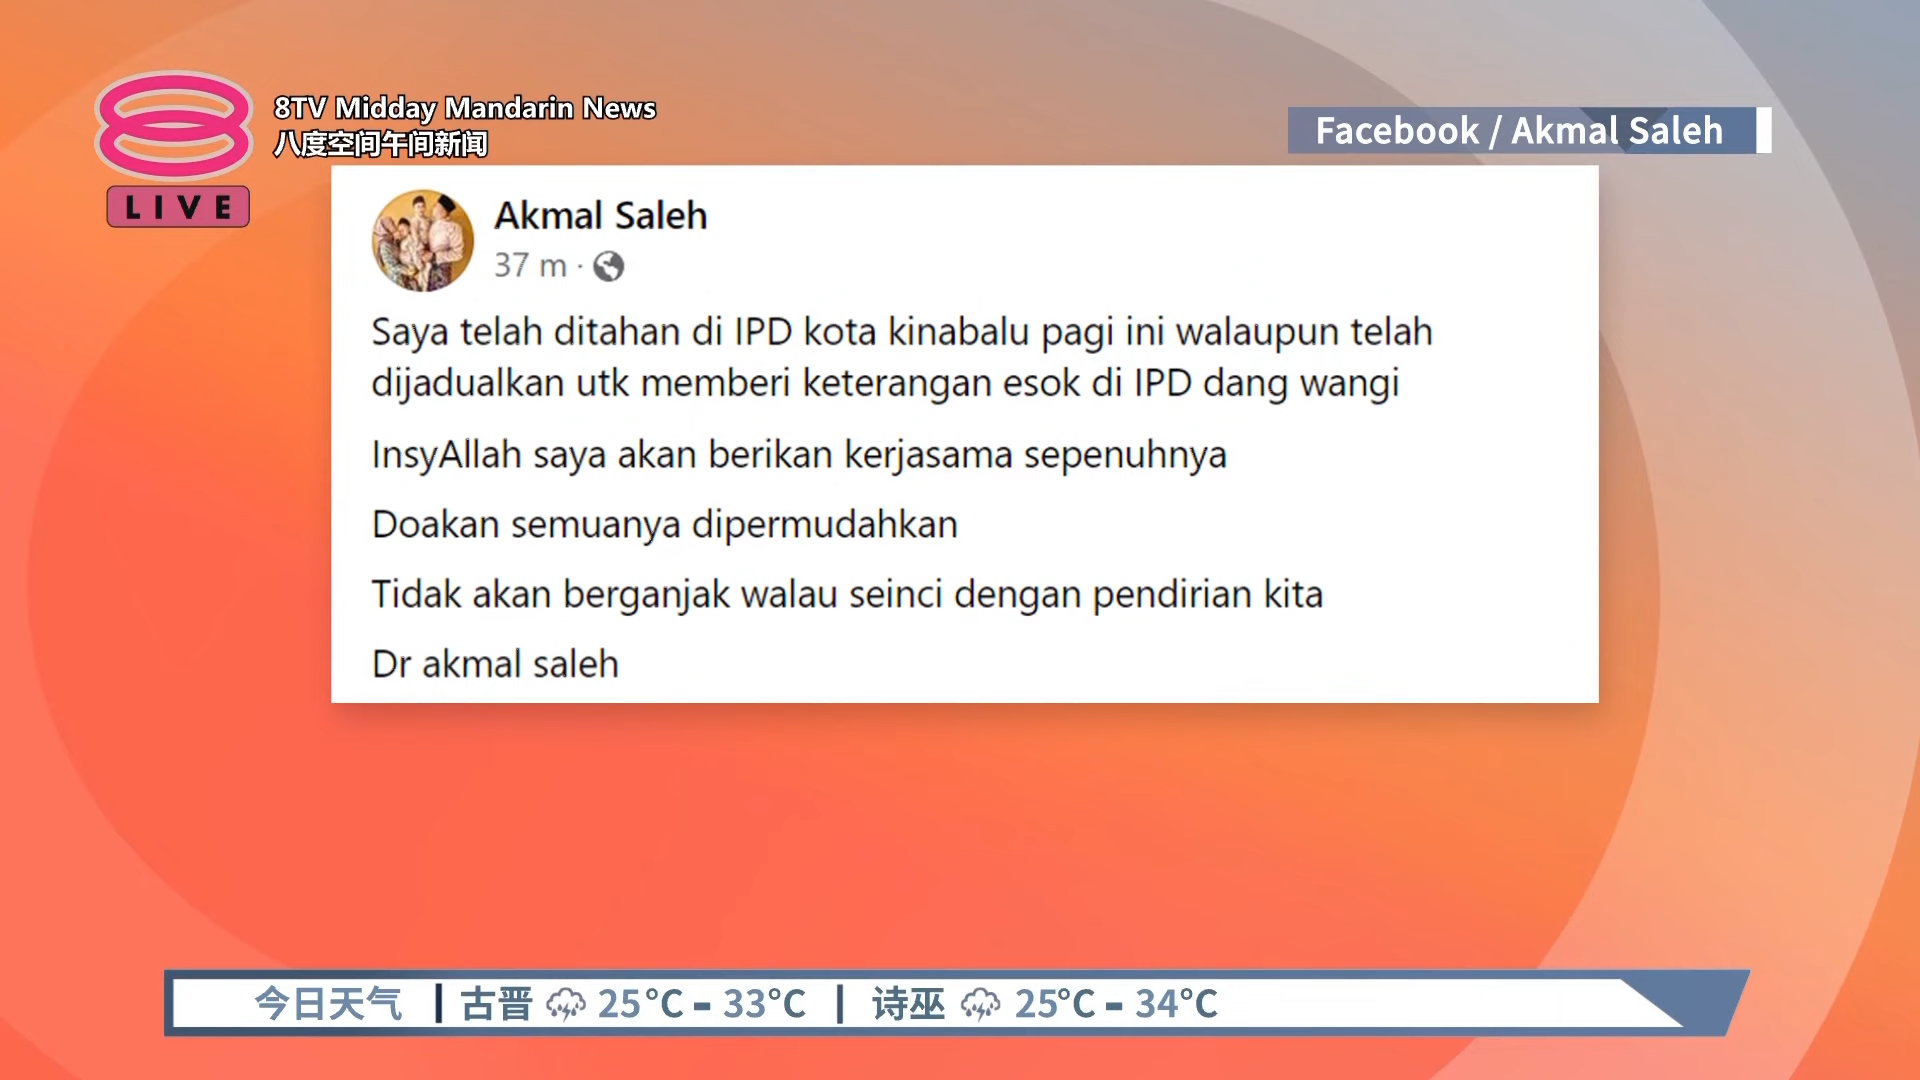 8TV Midday Mandarin News
八度空间午间新闻
LIVE
Facebook / Akmal Saleh
Akmal Saleh
37 m ·
Saya telah ditahan di IPD kota kinabalu pagi ini walaupun telah
dijadualkan utk memberi keterangan esok di IPD dang wangi
InsyAllah saya akan berikan kerjasama sepenuhnya
Doakan semuanya dipermudahkan
Tidak akan berganjak walau seinci dengan pendirian kita
Dr akmal saleh
今日天气 | 古晋 25°C - 33°C | 诗巫 25°C - 34°C